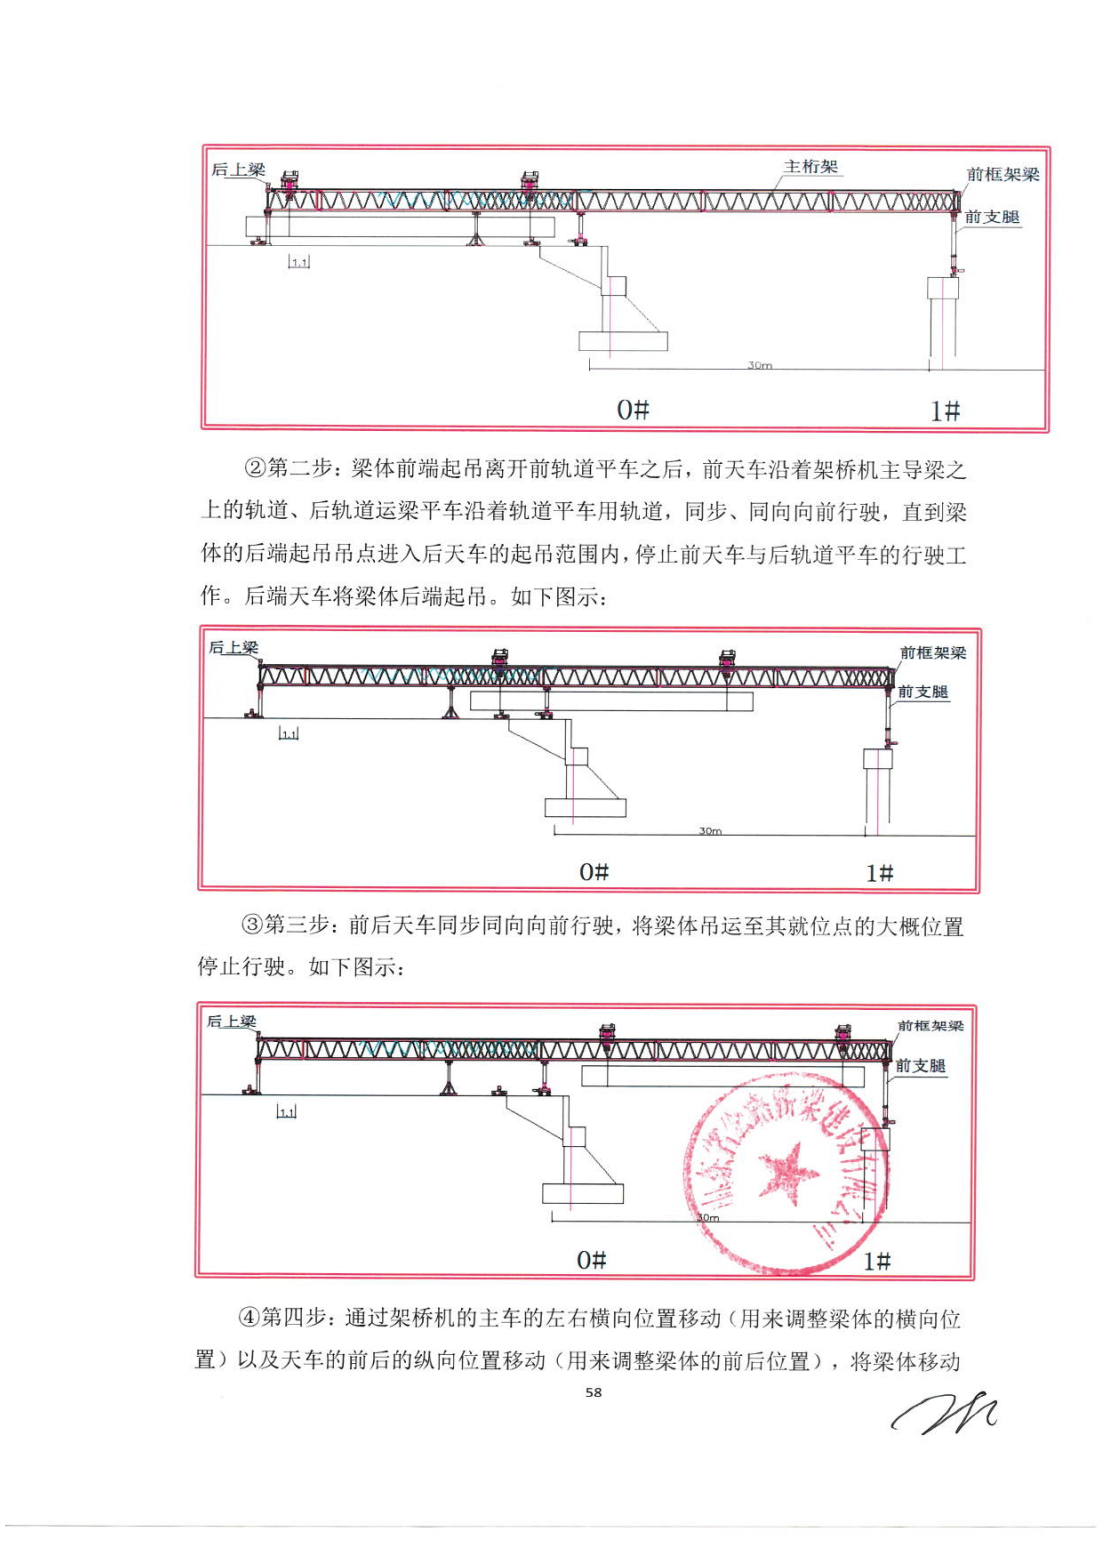 后上梁
主桁架
前框架梁
前支腿
1.1
30m
0#
1#
②第二步：梁体前端起吊离开前轨道平车之后，前天车沿着架桥机主导梁之
上的轨道、后轨道运梁平车沿着轨道平车用轨道，同步、同向向前行驶，直到梁
体的后端起吊吊点进入后天车的起吊范围内，停止前天车与后轨道平车的行驶工
作。后端天车将梁体后端起吊。如下图示：
后上梁
前框架梁
前支腿
1.1
30m
0#
1#
③第三步：前后天车同步同向向前行驶，将梁体吊运至其就位点的大概位置
停止行驶。如下图示：
后上梁
前框架梁
前支腿
1.1
省公路桥梁建设有限公司
30m
0#
1#
④第四步：通过架桥机的主车的左右横向位置移动（用来调整梁体的横向位
置）以及天车的前后的纵向位置移动（用来调整梁体的前后位置），将梁体移动
58